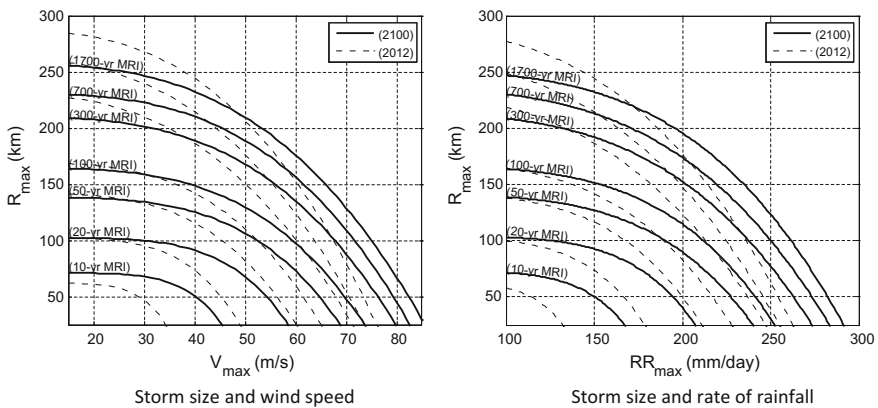 300
250
200
150
100
50
R_max (km)
(2100)
(2012)
(1700-yr MRI)
(700-yr MRI)
(300-yr MRI)
(100-yr MRI)
(50-yr MRI)
(20-yr MRI)
(10-yr MRI)
20 30 40 50 60 70 80
V_max (m/s)
Storm size and wind speed
300
250
200
150
100
50
R_max (km)
(2100)
(2012)
(1700-yr MRI)
(700-yr MRI)
(300-yr MRI)
(100-yr MRI)
(50-yr MRI)
(20-yr MRI)
(10-yr MRI)
100 150 200 250 300
RR_max (mm/day)
Storm size and rate of rainfall